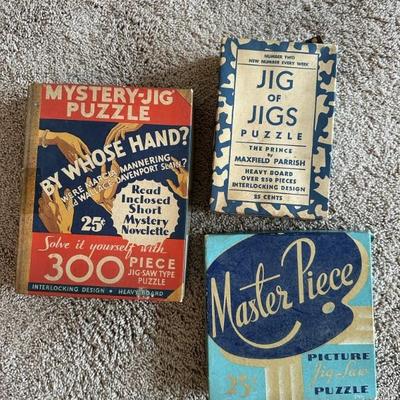 MYSTERY-JIG
PUZZLE
BY WHOSE HAND?
WERE MARCIA MANNERING
& WALLACE DAVENPORT SLAIN?
25¢
Read
Inclosed
Short
Mystery
Novelette
Solve it yourself with
300 PIECE
JIG-SAW TYPE
PUZZLE
INTERLOCKING DESIGN • HEAVY BOARD
NUMBER TWO
NEW NUMBER EVERY WEEK
JIG
OF
JIGS
PUZZLE
THE PRINCE
by
MAXFIELD PARRISH
HEAVY BOARD
OVER 250 PIECES
INTERLOCKING DESIGN
25 CENTS
Master Piece
PICTURE
Jig-Saw
PUZZLE
25¢